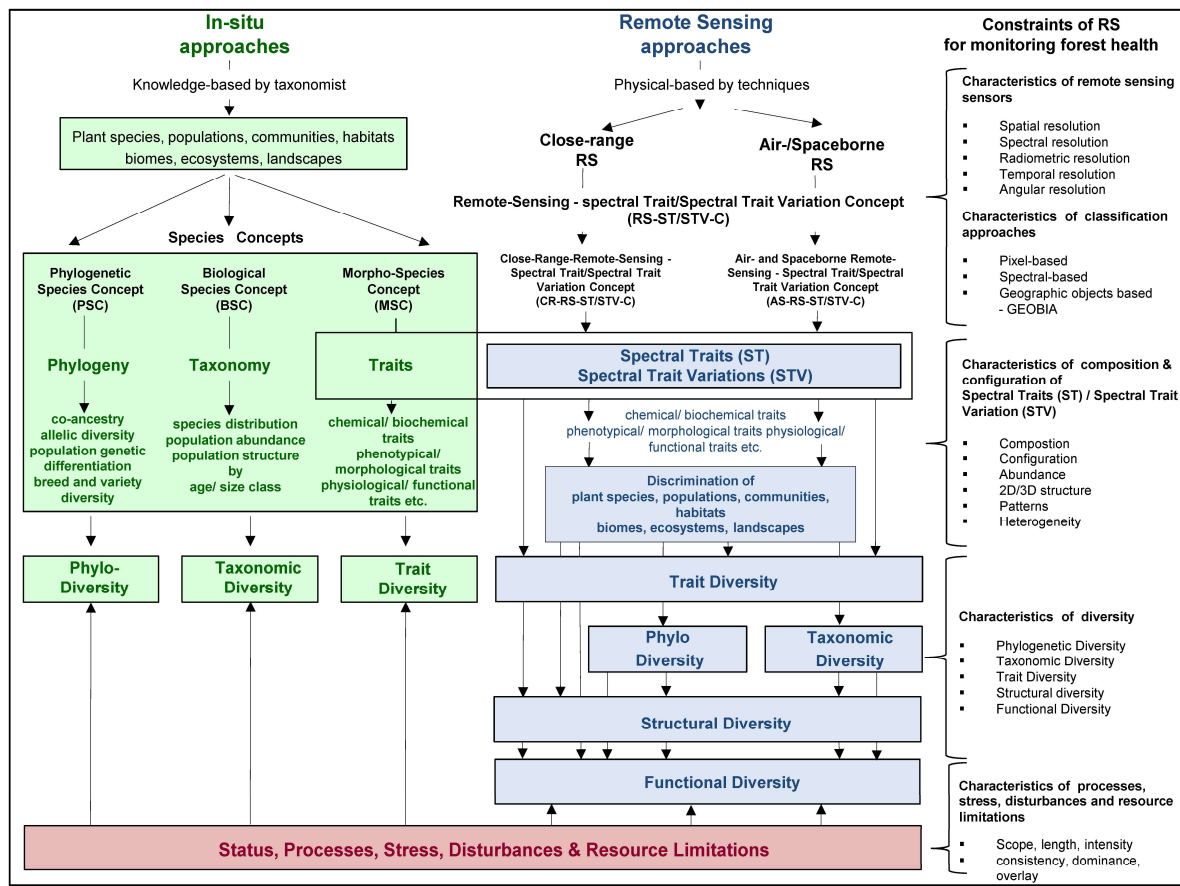 In-situ
approaches
Knowledge-based by taxonomist
Plant species, populations, communities, habitats
biomes, ecosystems, landscapes
Species Concepts
Phylogenetic
Species Concept
(PSC)
Biological
Species Concept
(BSC)
Morpho-Species
Concept
(MSC)
Phylogeny
Taxonomy
Traits
co-ancestry
allelic diversity
population genetic
differentiation
breed and variety
diversity
species distribution
population abundance
population structure
by
age/ size class
chemical/ biochemical
traits
phenotypical/
morphological traits
physiological/ functional
traits etc.
Phylo-
Diversity
Taxonomic
Diversity
Trait
Diversity
Remote Sensing
approaches
Physical-based by techniques
Close-range
RS
Air-/Spaceborne
RS
Remote-Sensing - spectral Trait/Spectral Trait Variation Concept
(RS-ST/STV-C)
Close-Range-Remote-Sensing -
Spectral Trait/Spectral Trait
Variation Concept
(CR-RS-ST/STV-C)
Air- and Spaceborne Remote-
Sensing - Spectral Trait/Spectral
Trait Variation Concept
(AS-RS-ST/STV-C)
Spectral Traits (ST)
Spectral Trait Variations (STV)
chemical/ biochemical traits
phenotypical/ morphological traits physiological/
functional traits etc.
Discrimination of
plant species, populations, communities,
habitats
biomes, ecosystems, landscapes
Trait Diversity
Phylo
Diversity
Taxonomic
Diversity
Structural Diversity
Functional Diversity
Status, Processes, Stress, Disturbances & Resource Limitations
Constraints of RS
for monitoring forest health
Characteristics of remote sensing
sensors
▪ Spatial resolution
▪ Spectral resolution
▪ Radiometric resolution
▪ Temporal resolution
▪ Angular resolution
Characteristics of classification
approaches
▪ Pixel-based
▪ Spectral-based
▪ Geographic objects based
- GEOBIA
Characteristics of composition &
configuration of
Spectral Traits (ST) / Spectral Trait
Variation (STV)
▪ Compostion
▪ Configuration
▪ Abundance
▪ 2D/3D structure
▪ Patterns
▪ Heterogeneity
Characteristics of diversity
▪ Phylogenetic Diversity
▪ Taxonomic Diversity
▪ Trait Diversity
▪ Structural diversity
▪ Functional Diversity
Characteristics of processes,
stress, disturbances and resource
limitations
▪ Scope, length, intensity
▪ consistency, dominance,
overlay